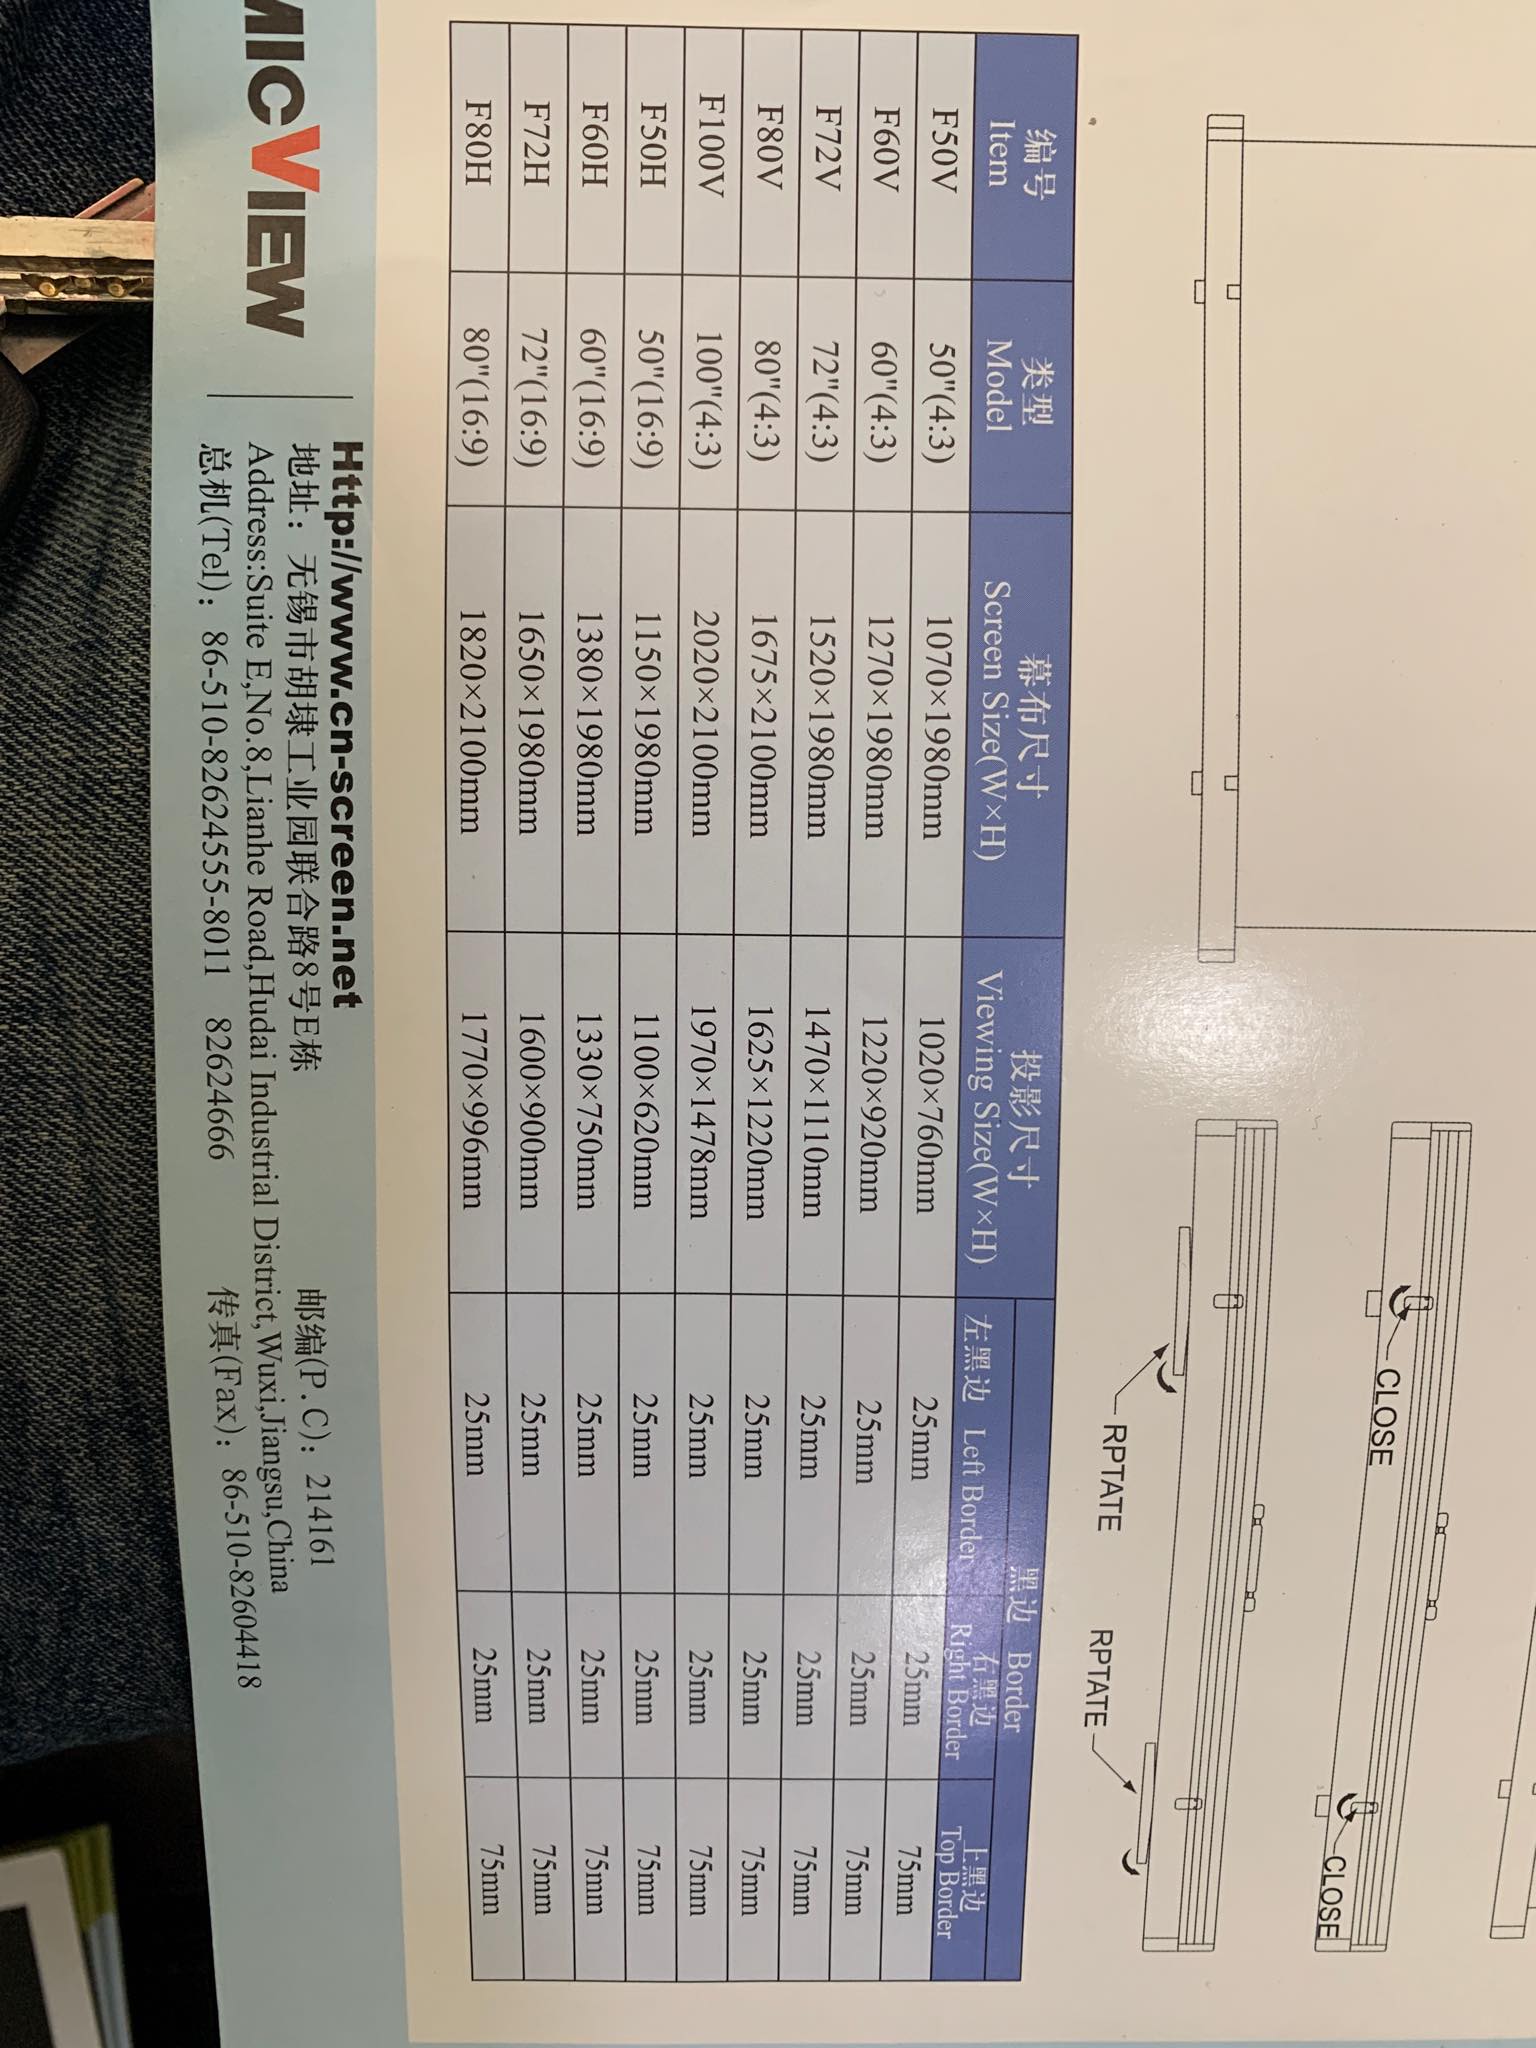 CLOSE
CLOSE
RPTATE
RPTATE
编号 类型 幕布尺寸 投影尺寸 黑边 Border
Item Model Screen Size(W×H) Viewing Size(W×H) 左黑边 Left Border 右黑边 Right Border 上黑边 Top Border
F50V 50"(4:3) 1070×1980mm 1020×760mm 25mm 25mm 75mm
F60V 60"(4:3) 1270×1980mm 1220×920mm 25mm 25mm 75mm
F72V 72"(4:3) 1520×1980mm 1470×1110mm 25mm 25mm 75mm
F80V 80"(4:3) 1675×2100mm 1625×1220mm 25mm 25mm 75mm
F100V 100"(4:3) 2020×2100mm 1970×1478mm 25mm 25mm 75mm
F50H 50"(16:9) 1150×1980mm 1100×620mm 25mm 25mm 75mm
F60H 60"(16:9) 1380×1980mm 1330×750mm 25mm 25mm 75mm
F72H 72"(16:9) 1650×1980mm 1600×900mm 25mm 25mm 75mm
F80H 80"(16:9) 1820×2100mm 1770×996mm 25mm 25mm 75mm
MICVIEW
Http://www.cn-screen.net
地址：无锡市胡埭工业园联合路8号E栋 邮编(P.C)：214161
Address:Suite E,No.8,Lianhe Road,Hudai Industrial District,Wuxi,Jiangsu,China
总机(Tel)：86-510-82624555-8011 82624666 传真(Fax)：86-510-82604418